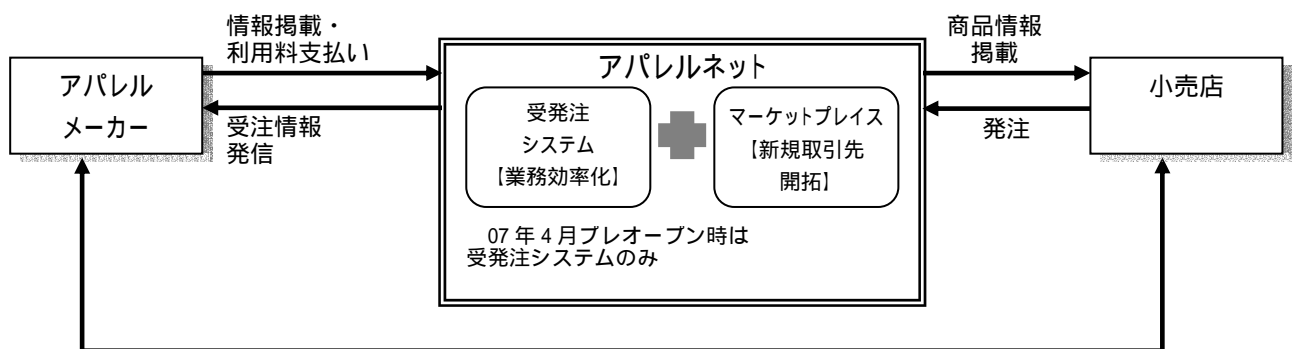 情報掲載・
利用料支払い
アパレル
メーカー
受注情報
発信
アパレルネット
受発注
システム
【業務効率化】
マーケットプレイス
【新規取引先
開拓】
07年4月プレオープン時は
受発注システムのみ
商品情報
掲載
発注
小売店